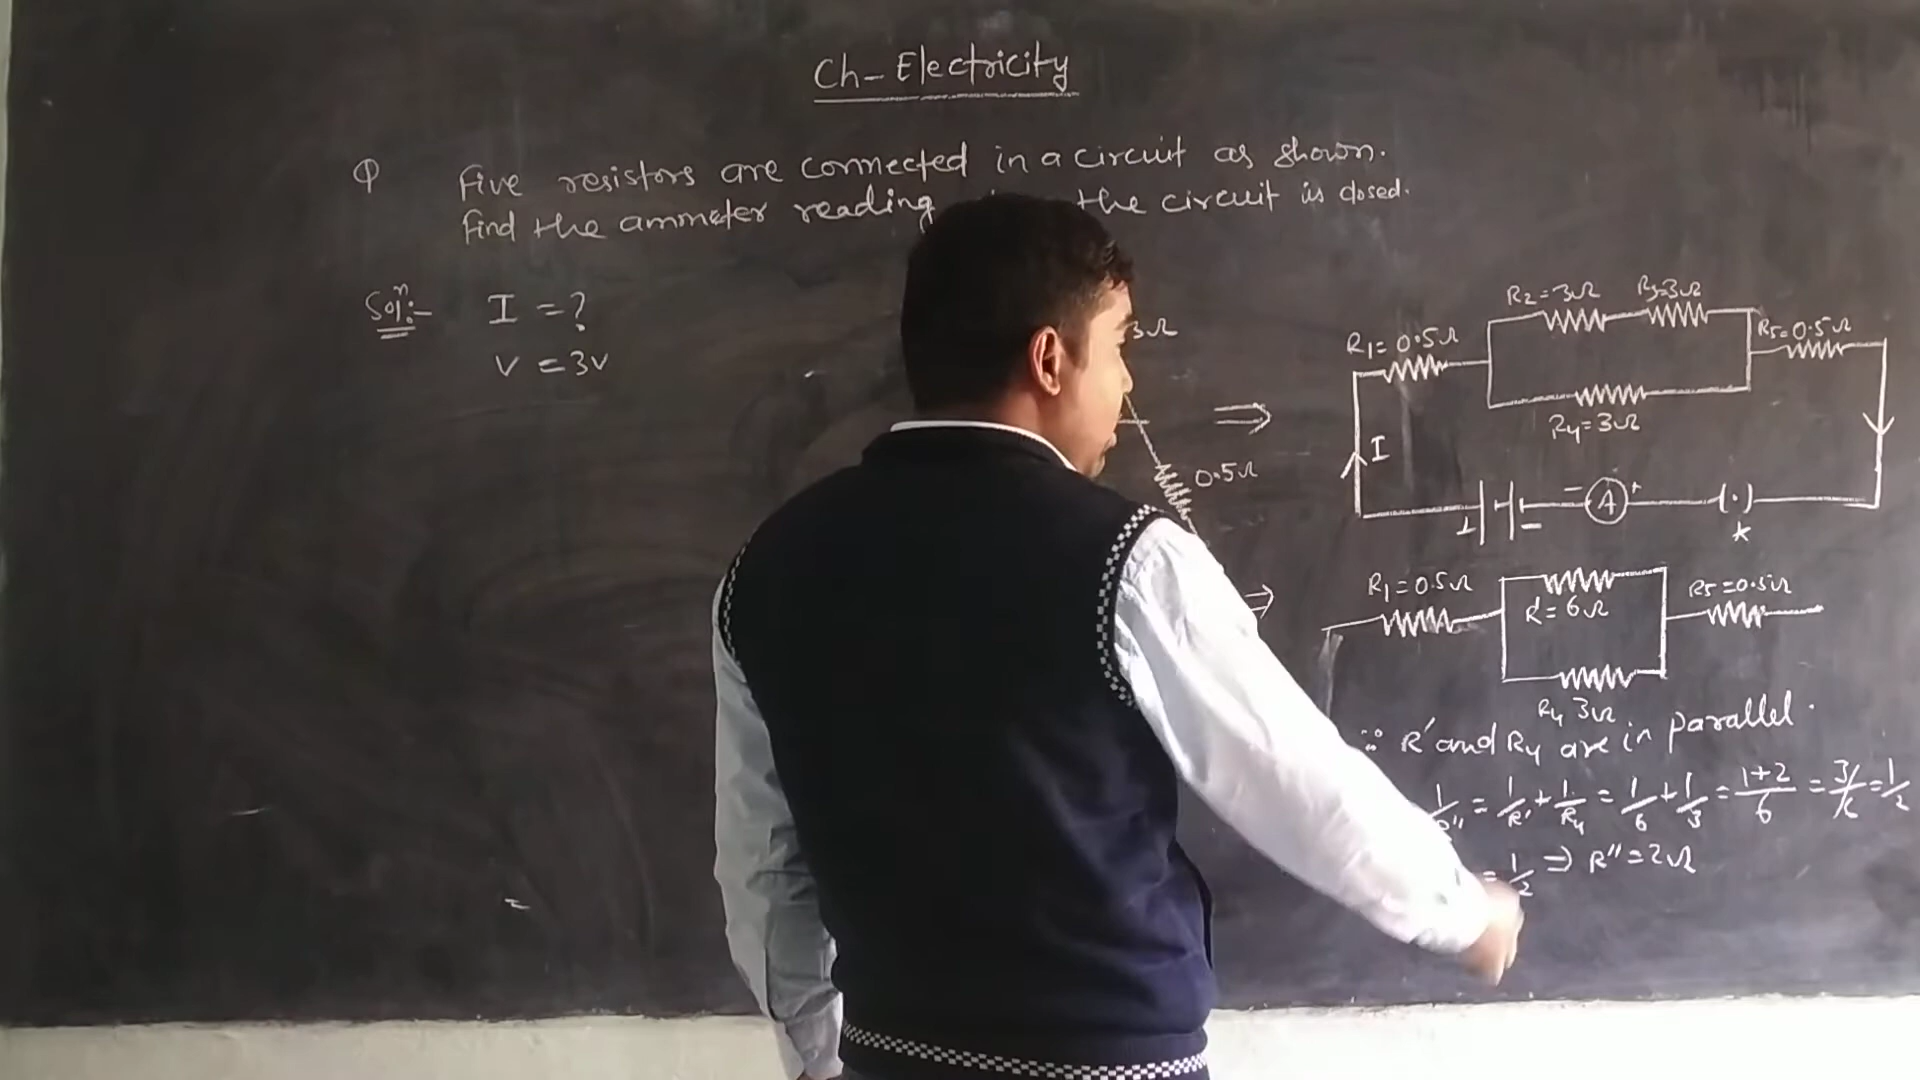 Ch- Electricity
Q Five resistors are connected in a circuit as shown.
Find the ammeter reading the circuit is closed.
Solⁿ:- I = ?
V = 3v
3Ω
0.5Ω
R2=3Ω R3=3Ω
R1= 0.5Ω
R5=0.5Ω
R4=3Ω
I
- A +
K
R1=0.5Ω
R'=6Ω
R5=0.5Ω
R4 3Ω
∵ R' and R4 are in parallel.
1/R'' = 1/R' + 1/R4 = 1/6 + 1/3 = 1+2/6 = 3/6 = 1/2
= 1/2 ⇒ R'' = 2Ω